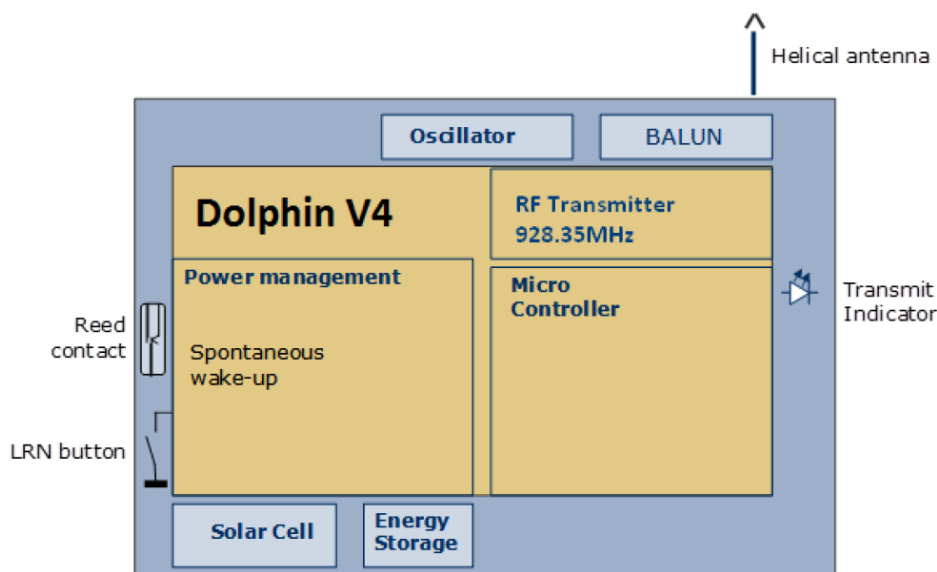 Helical antenna
Oscillator
BALUN
Dolphin V4
RF Transmitter
928.35MHz
Power management
Micro
Controller
Transmit
Indicator
Reed
contact
Spontaneous
wake-up
LRN button
Solar Cell
Energy
Storage